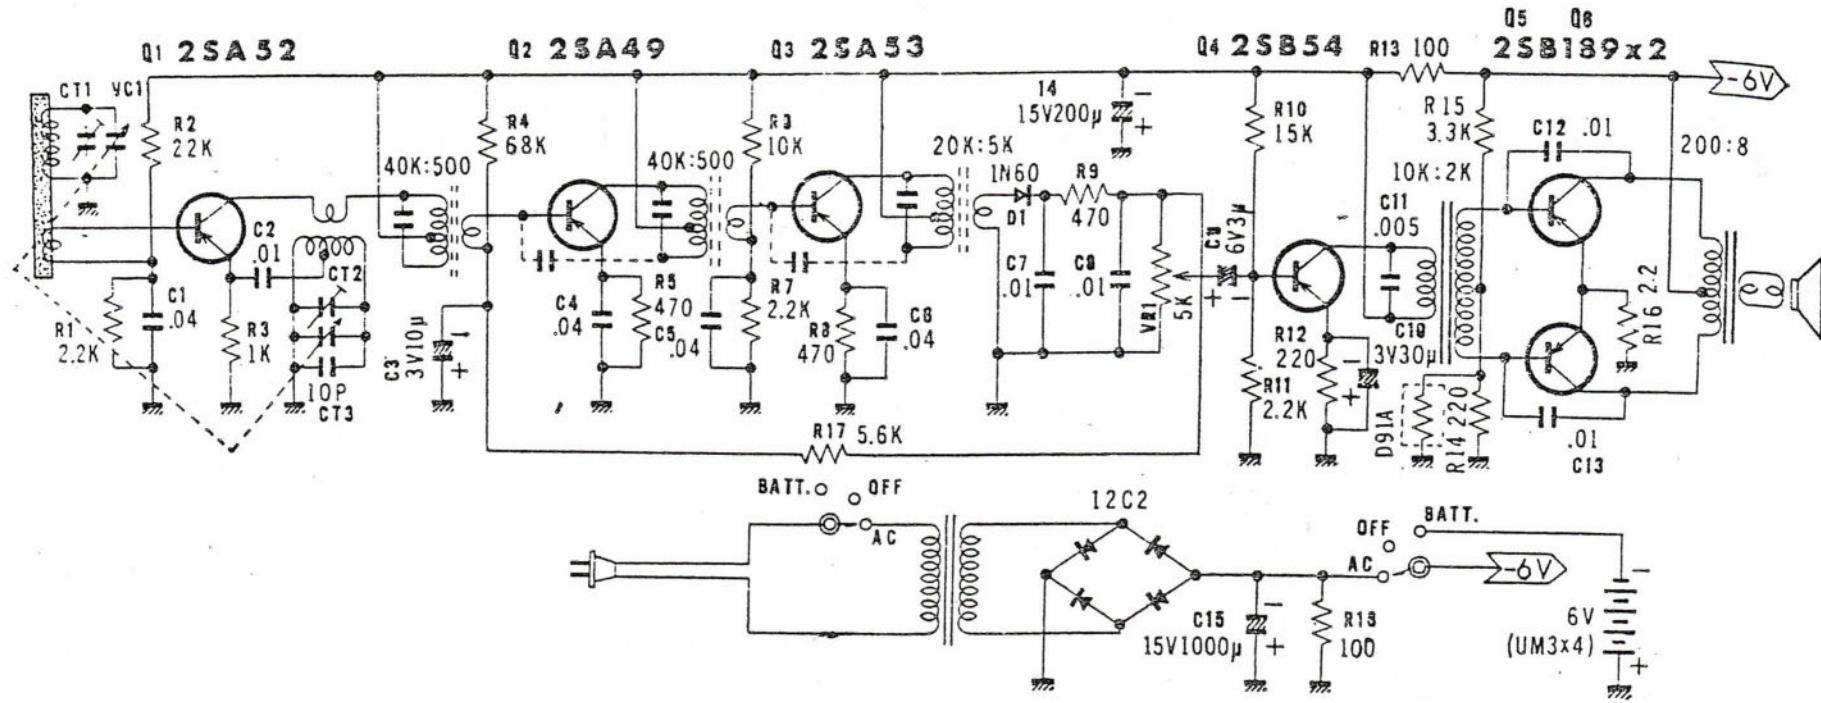 Q1 2SA52
Q2 2SA49
Q3 2SA53
Q4 2SB54
R13 100
Q5 Q6
2SB189x2
-6V
CT1 VC1
R2
22K
R4
68K
40K:500
40K:500
R3
10K
14
15V200μ
20K:5K
1N60
D1
R9
470
R10
15K
R15
3.3K
C12 .01
200:8
10K:2K
C11
.005
C2
.01
CT2
R1
2.2K
C1
.04
R3
1K
10P
CT3
C3
3V10μ
C4
.04
R5
470
C5
.04
R7
2.2K
R8
470
C6
.04
C7
.01
C8
.01
VR1
5K
6V3μ
R12
220
R11
2.2K
C10
3V30μ
D91A
R14 220
R16 2.2
.01
C13
R17 5.6K
BATT.
OFF
AC
12C2
C15
15V1000μ
R18
100
OFF
BATT.
AC
-6V
6V
(UM3x4)